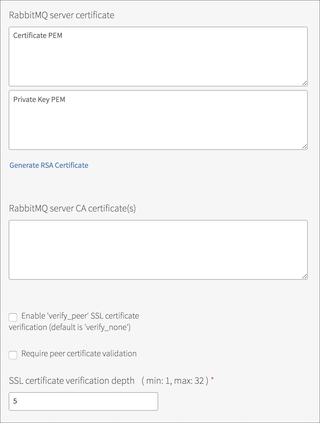 RabbitMQ server certificate
Certificate PEM
Private Key PEM
Generate RSA Certificate
RabbitMQ server CA certificate(s)
Enable 'verify_peer' SSL certificate
verification (default is 'verify_none')
Require peer certificate validation
SSL certificate verification depth ( min: 1, max: 32 ) *
5